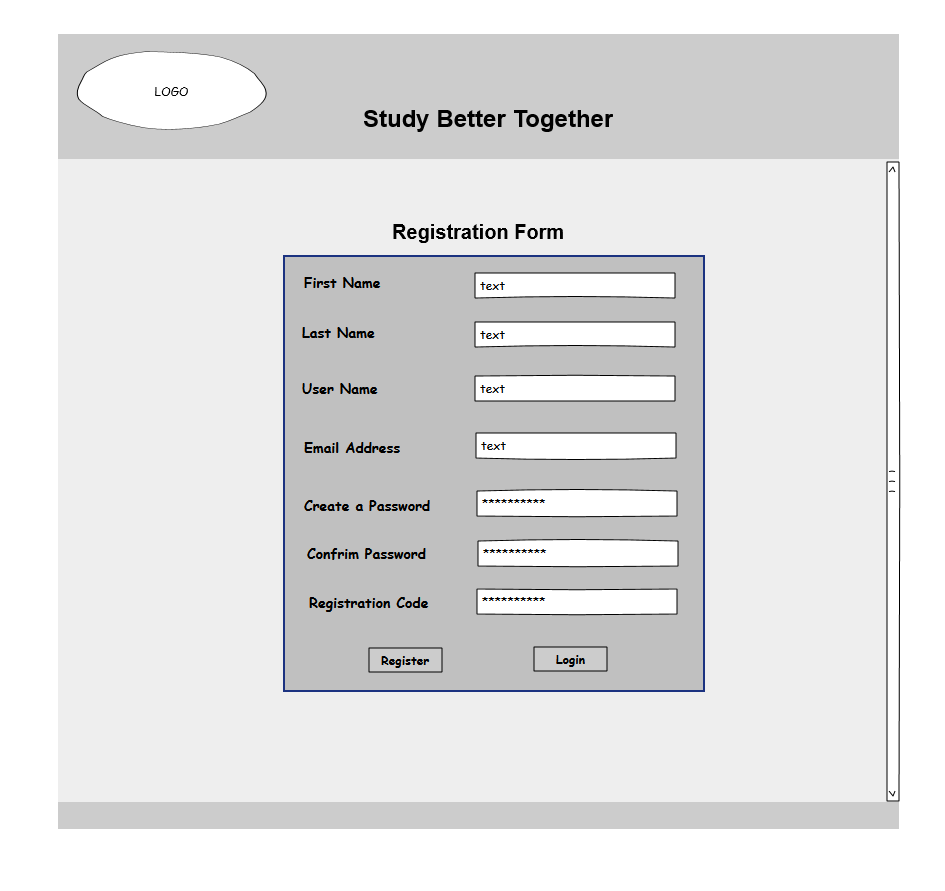 LOGO
Study Better Together
Registration Form
First Name text
Last Name text
User Name text
Email Address text
Create a Password **********
Confrim Password **********
Registration Code **********
Register Login